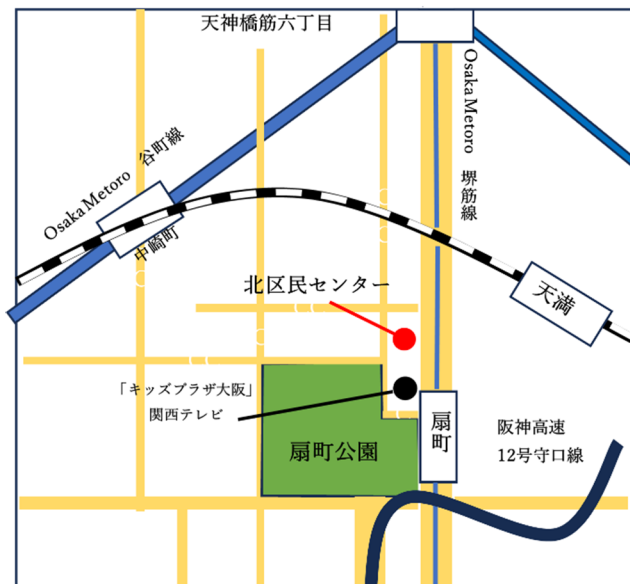 天神橋筋六丁目
Osaka Metoro 堺筋線
Osaka Metoro 谷町線
中崎町
北区民センター
天満
「キッズプラザ大阪」
関西テレビ
扇町公園
扇町
阪神高速
12号守口線